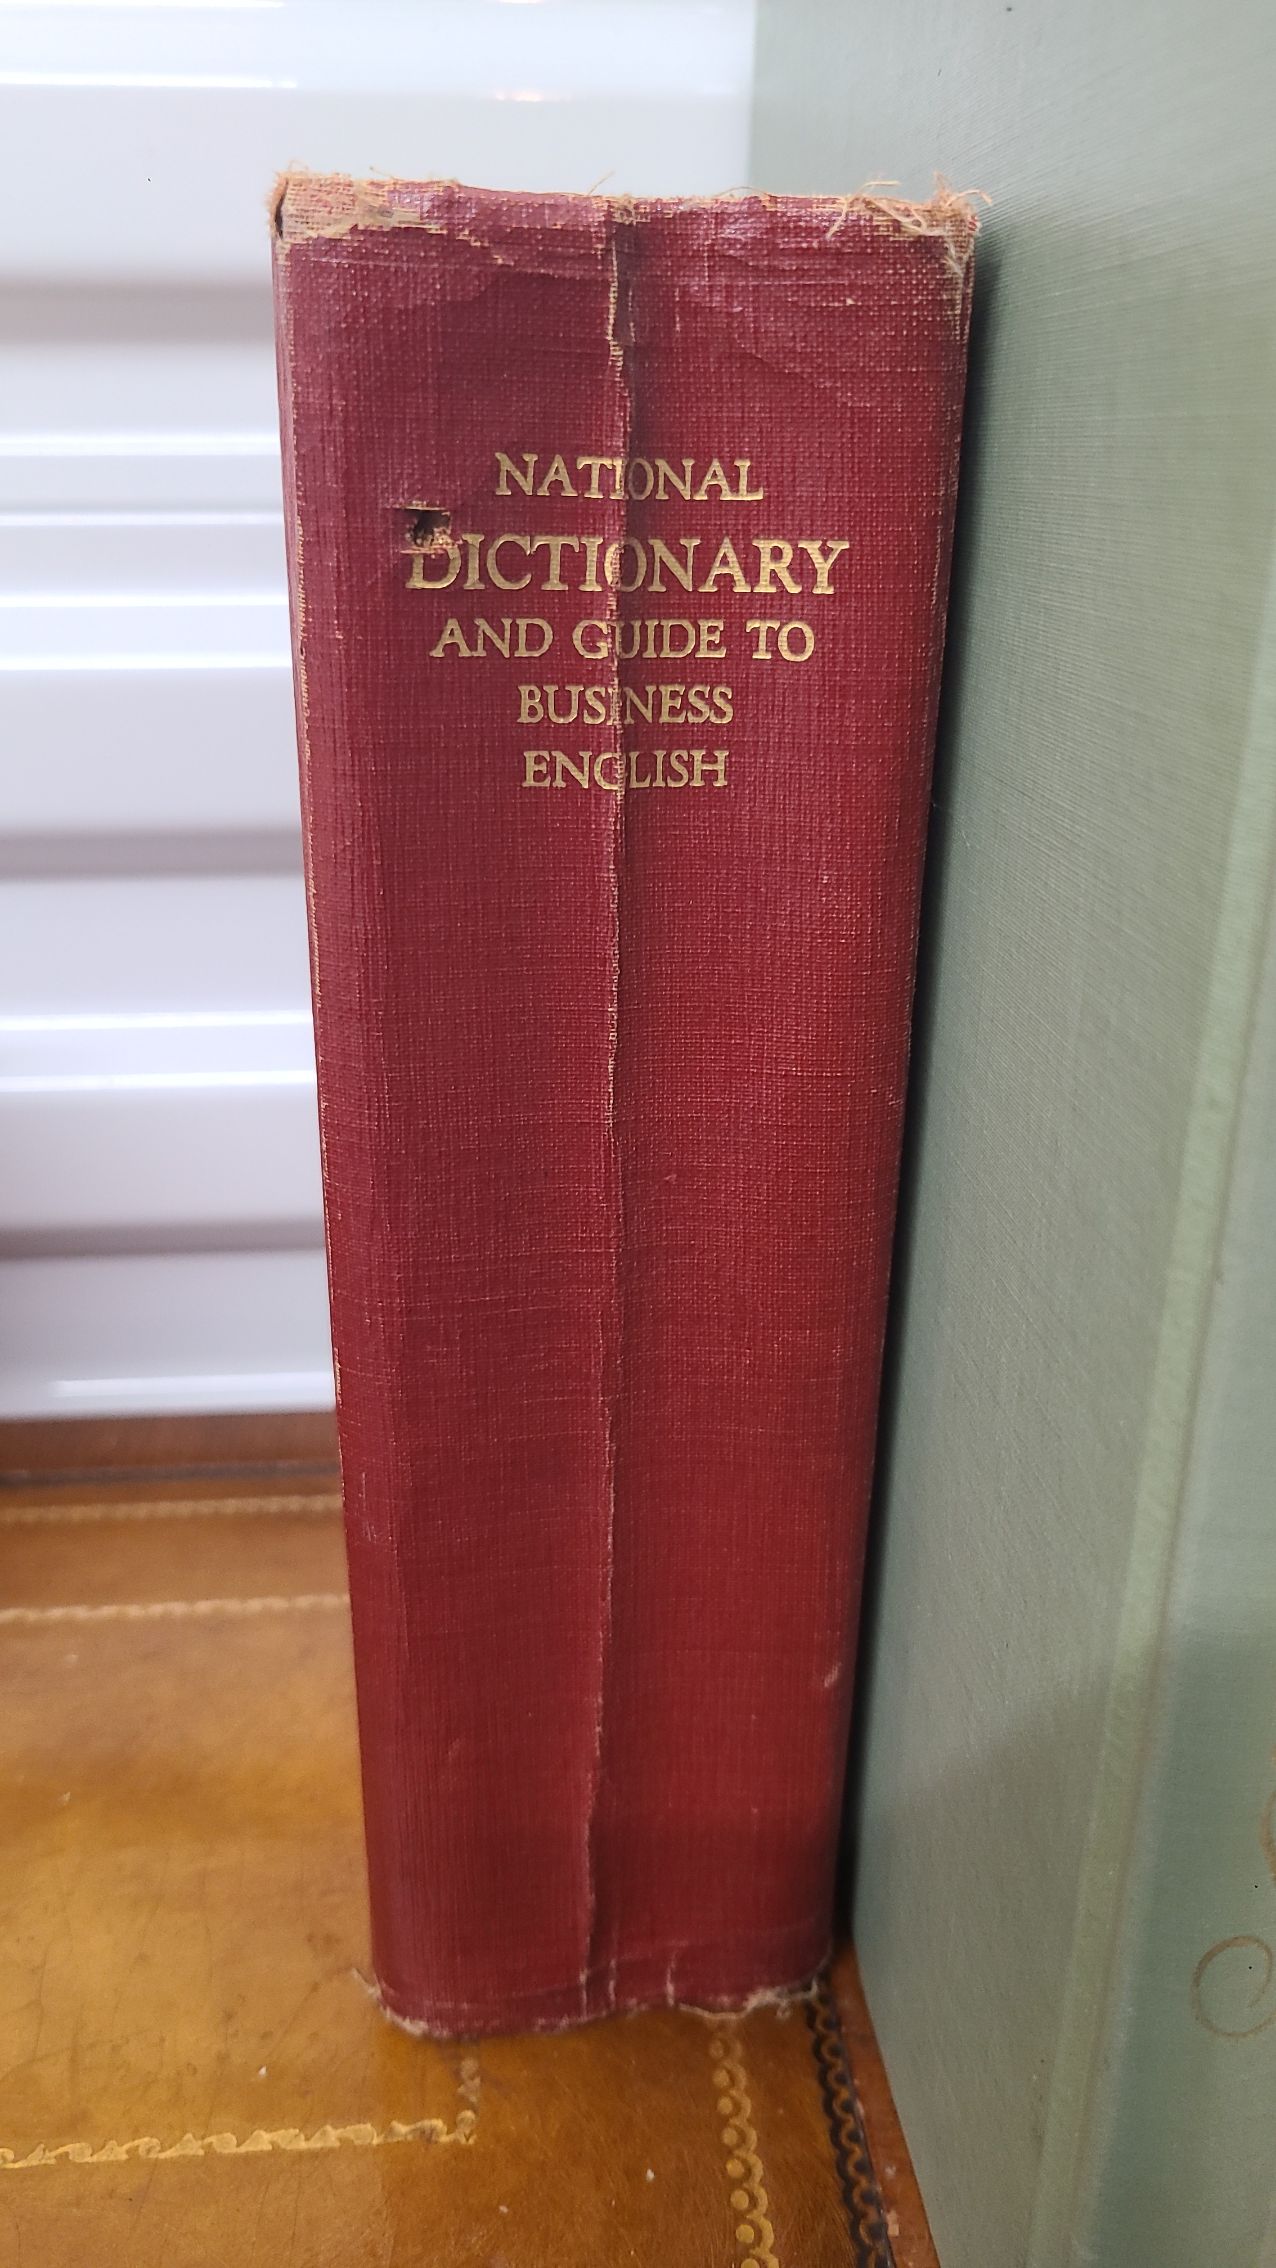 NATIONAL
DICTIONARY
AND GUIDE TO
BUSINESS
ENGLISH